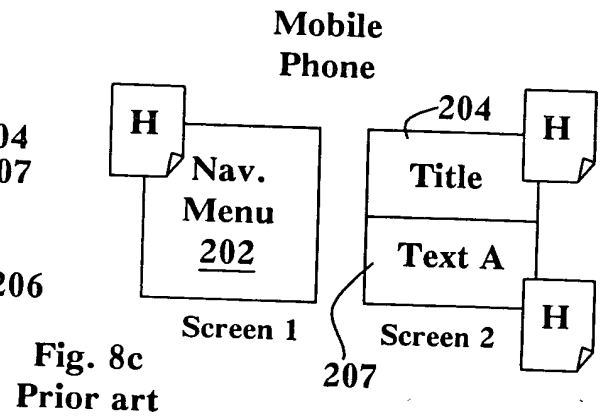 Mobile
Phone
H
Nav.
Menu
202
Screen 1
204
H
Title
Text A
H
Screen 2
207
04
07
206
Fig. 8c
Prior art